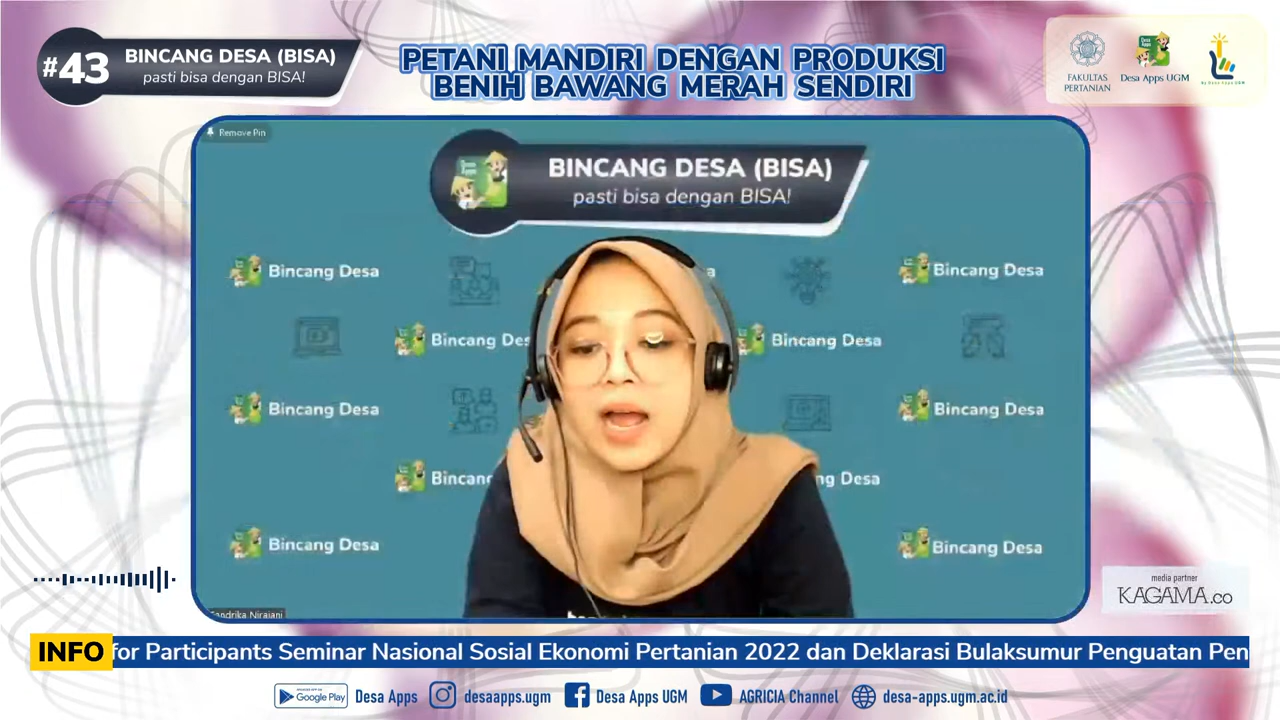 #43
BINCANG DESA (BISA)
pasti bisa dengan BISA!
PETANI MANDIRI DENGAN PRODUKSI
BENIH BAWANG MERAH SENDIRI
FAKULTAS
PERTANIAN
Desa Apps UGM
Remove Pin
BINCANG DESA (BISA)
pasti bisa dengan BISA!
Bincang Desa
a
Bincang Desa
Bincang Des
Bincang Desa
Bincang Desa
Bincang Desa
Bincang
ng Desa
Bincang Desa
Bincang Desa
media partner
KAGAMA.co
INFO
for Participants Seminar Nasional Sosial Ekonomi Pertanian 2022 dan Deklarasi Bulaksumur Penguatan Pen
Google Play
Desa Apps
desaapps.ugm
Desa Apps UGM
AGRICIA Channel
desa-apps.ugm.ac.id